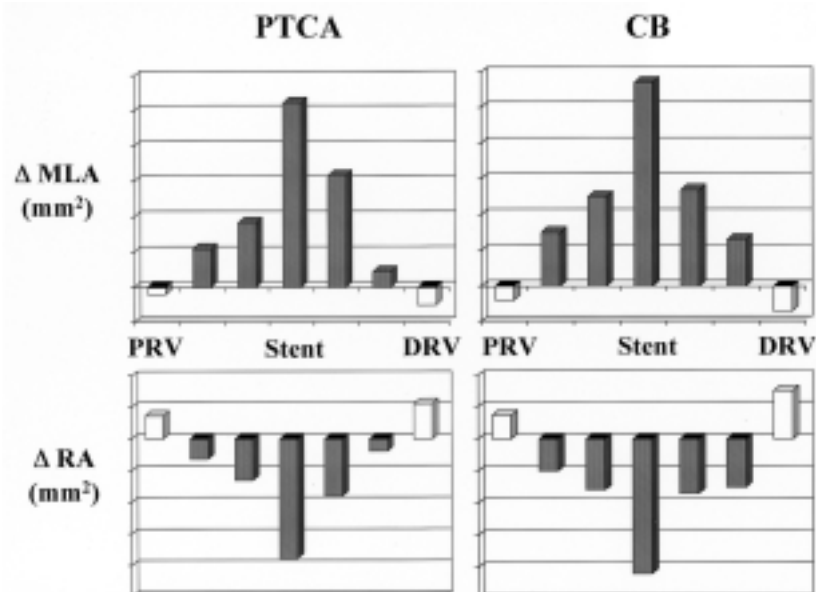 PTCA CB
Δ MLA
(mm²)
PRV Stent DRV PRV Stent DRV
Δ RA
(mm²)